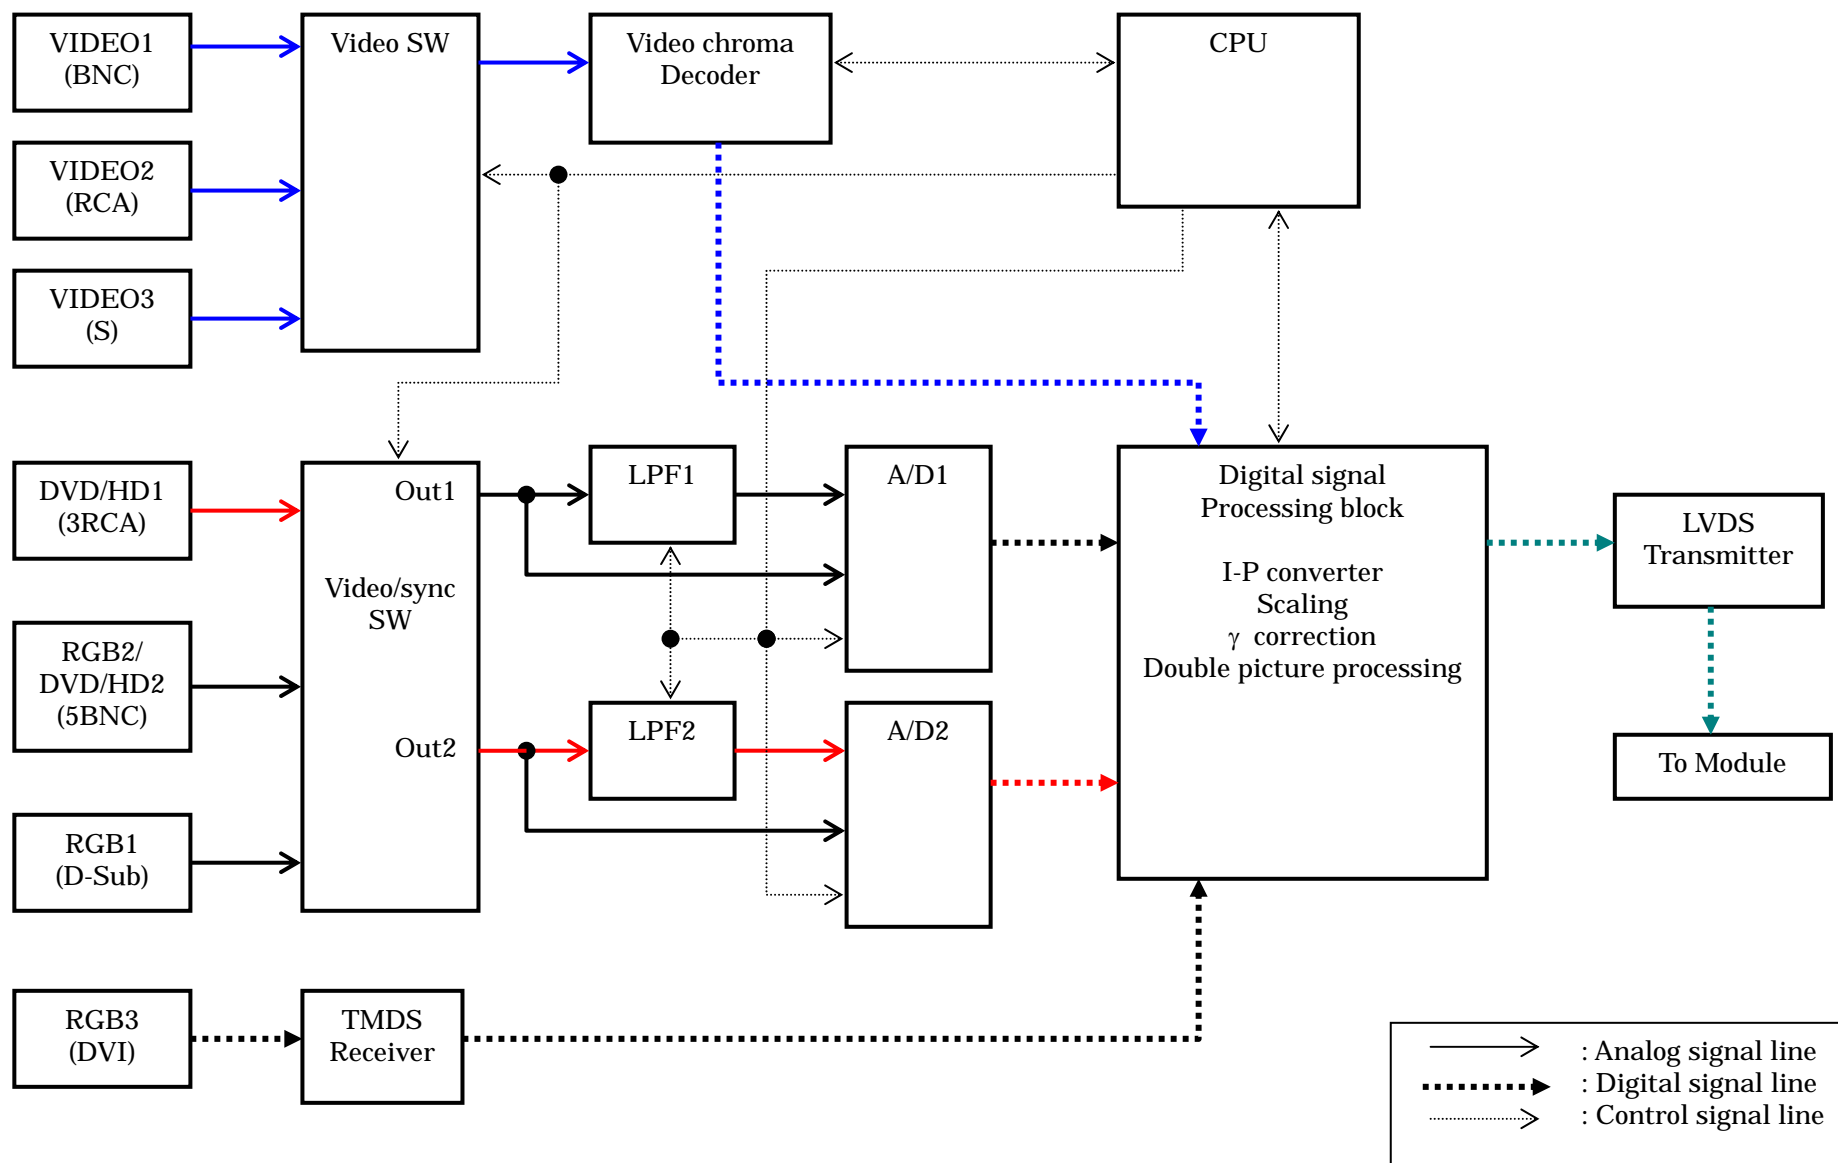 VIDEO1
(BNC)
Video SW
Video chroma
Decoder
CPU
VIDEO2
(RCA)
VIDEO3
(S)
DVD/HD1
(3RCA)
Out1
Video/sync
SW
Out2
LPF1
A/D1
Digital signal
Processing block
I-P converter
Scaling
γ correction
Double picture processing
LVDS
Transmitter
RGB2/
DVD/HD2
(5BNC)
LPF2
A/D2
To Module
RGB1
(D-Sub)
RGB3
(DVI)
TMDS
Receiver
: Analog signal line
: Digital signal line
: Control signal line